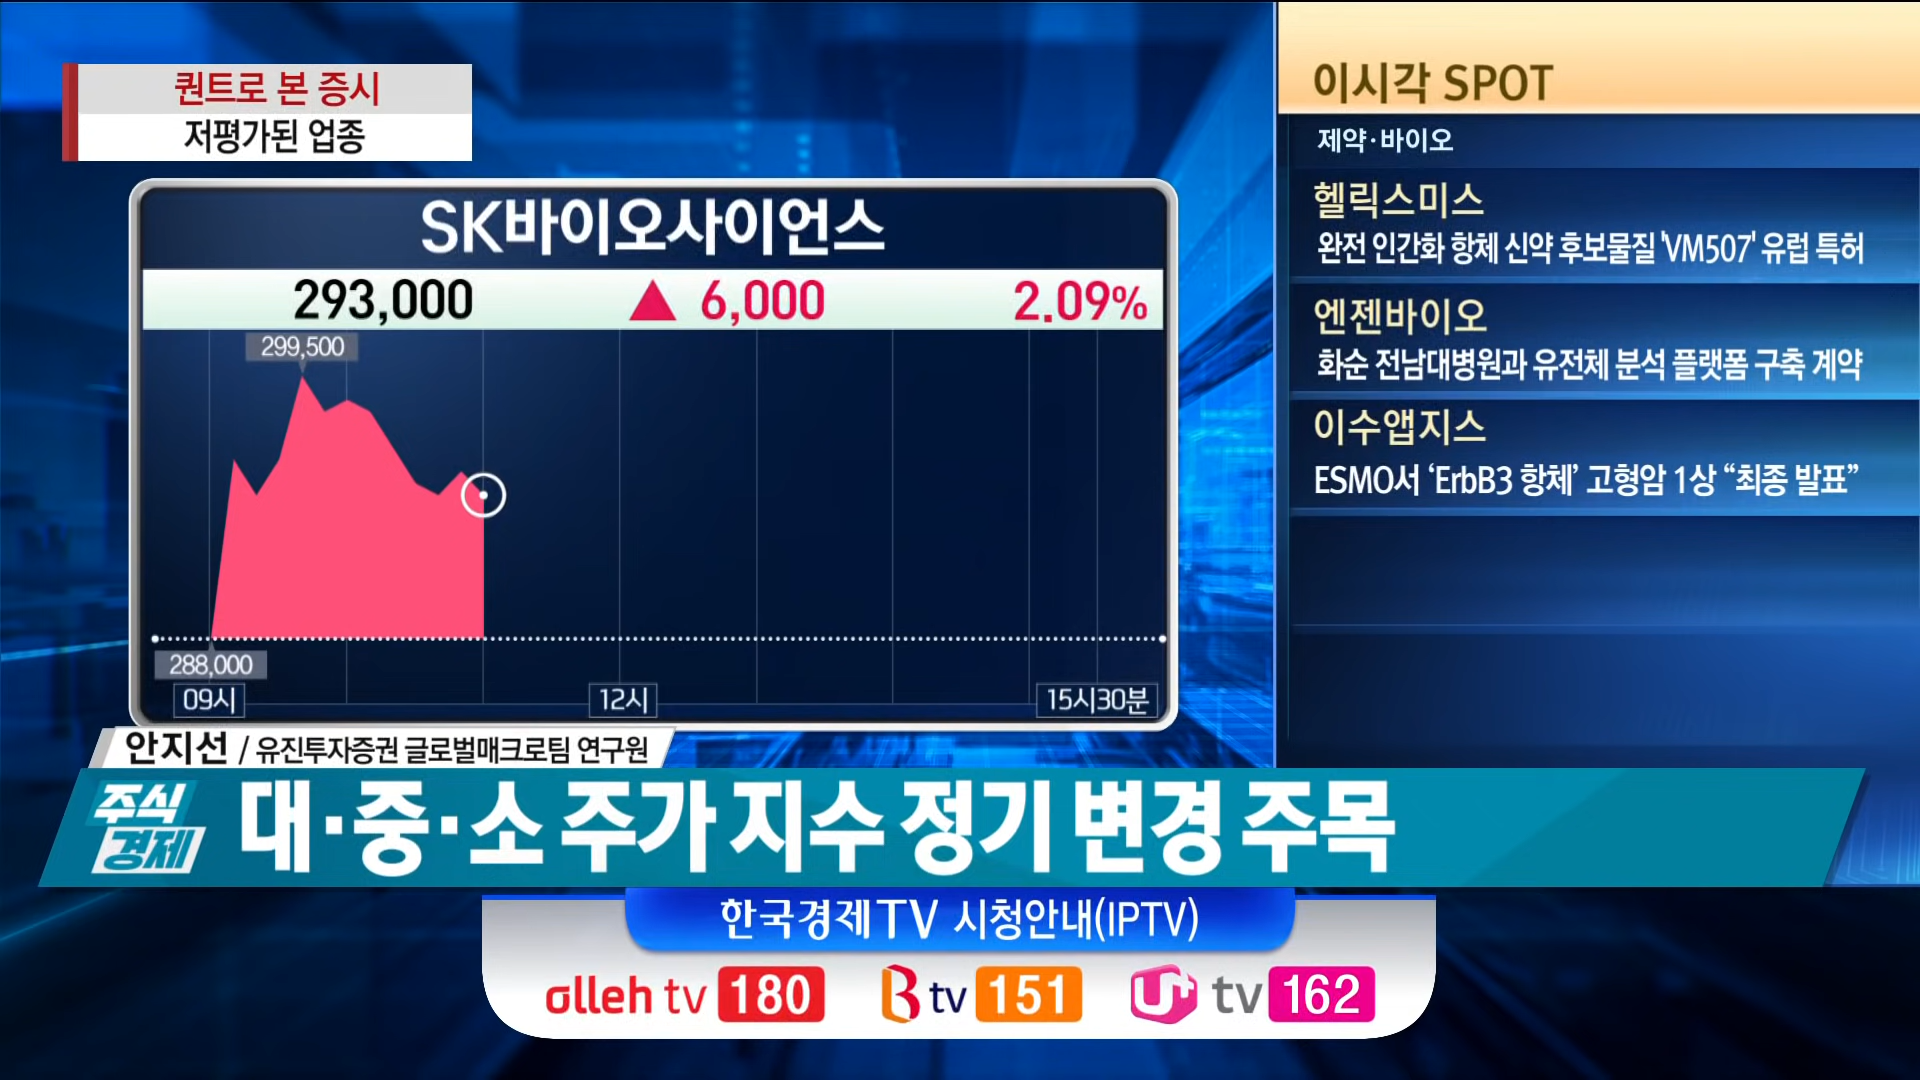 퀀트로 본 증시
저평가된 업종
SK바이오사이언스
293,000 ▲ 6,000 2.09%
299,500
288,000
09시 12시 15시30분
이시각 SPOT
제약·바이오
헬릭스미스
완전 인간화 항체 신약 후보물질 'VM507' 유럽 특허
엔젠바이오
화순 전남대병원과 유전체 분석 플랫폼 구축 계약
이수앱지스
ESMO서 ‘ErbB3 항체’ 고형암 1상 “최종 발표”
안지선 / 유진투자증권 글로벌매크로팀 연구원
주식
경제
대·중·소 주가 지수 정기 변경 주목
한국경제TV 시청안내(IPTV)
olleh tv 180 B tv 151 U+ tv 162